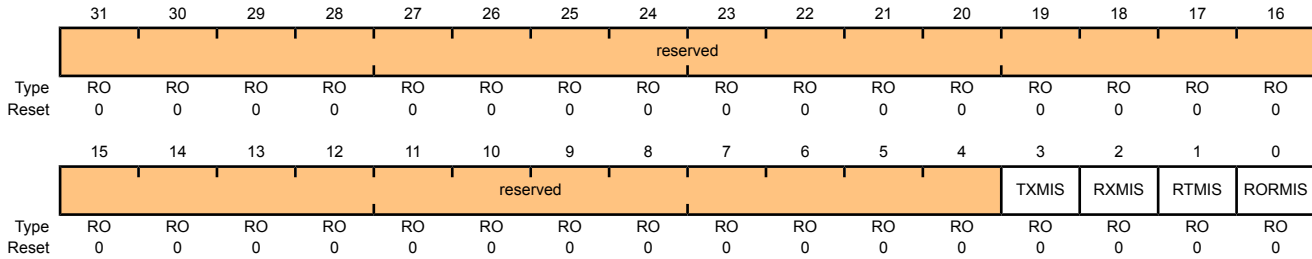 31 30 29 28 27 26 25 24 23 22 21 20 19 18 17 16
reserved
Type RO RO RO RO RO RO RO RO RO RO RO RO RO RO RO RO
Reset 0 0 0 0 0 0 0 0 0 0 0 0 0 0 0 0
15 14 13 12 11 10 9 8 7 6 5 4 3 2 1 0
reserved TXMIS RXMIS RTMIS RORMIS
Type RO RO RO RO RO RO RO RO RO RO RO RO RO RO RO RO
Reset 0 0 0 0 0 0 0 0 0 0 0 0 0 0 0 0